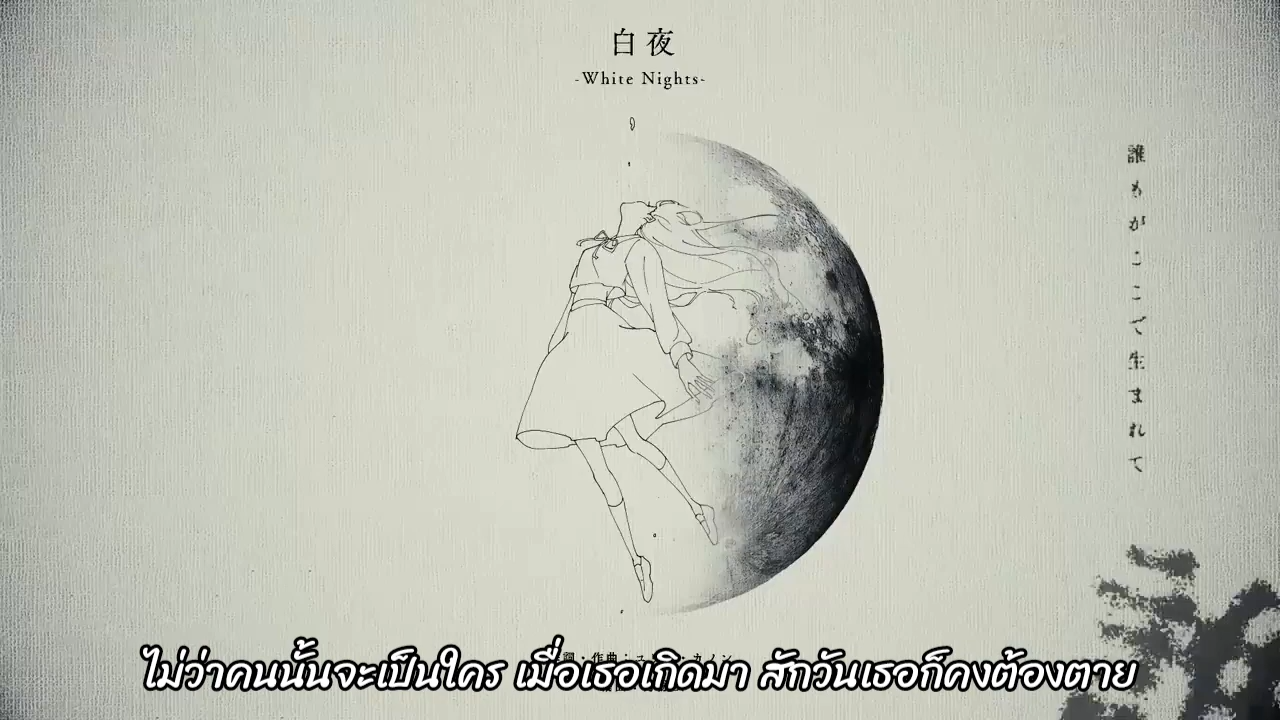 白夜
-White Nights-
誰もがここで生まれて
ไม่ว่าคนนั้นจะเป็นใคร เมื่อเธอเกิดมา สักวันเธอก็คงต้องตาย